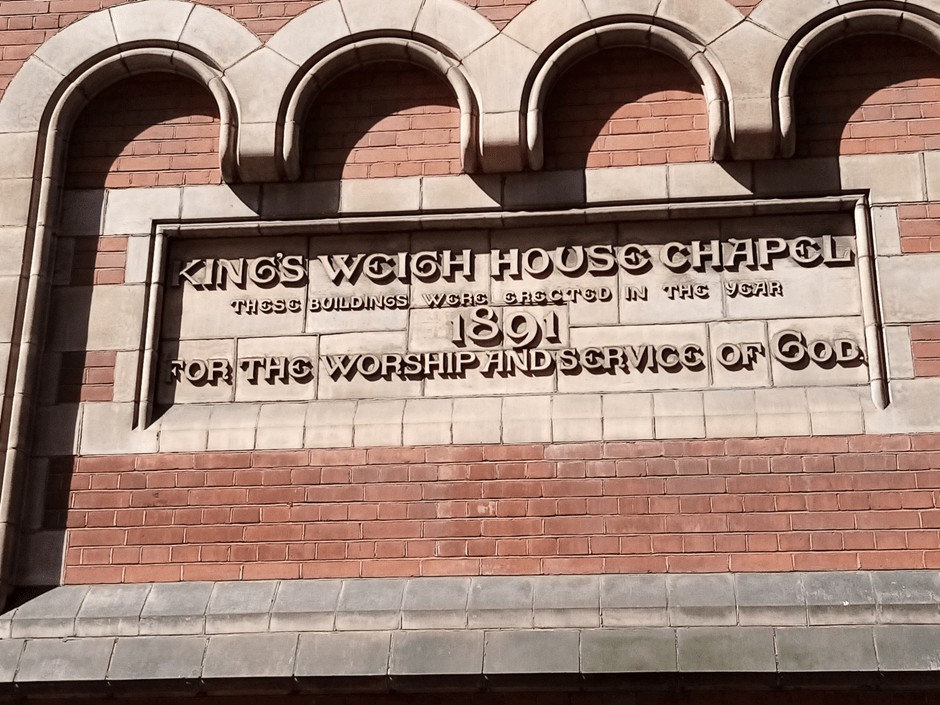 KING'S WEIGH HOUSE CHAPEL
THESE BUILDINGS WERE ERECTED IN THE YEAR
1891
FOR THE WORSHIP AND SERVICE OF GOD.